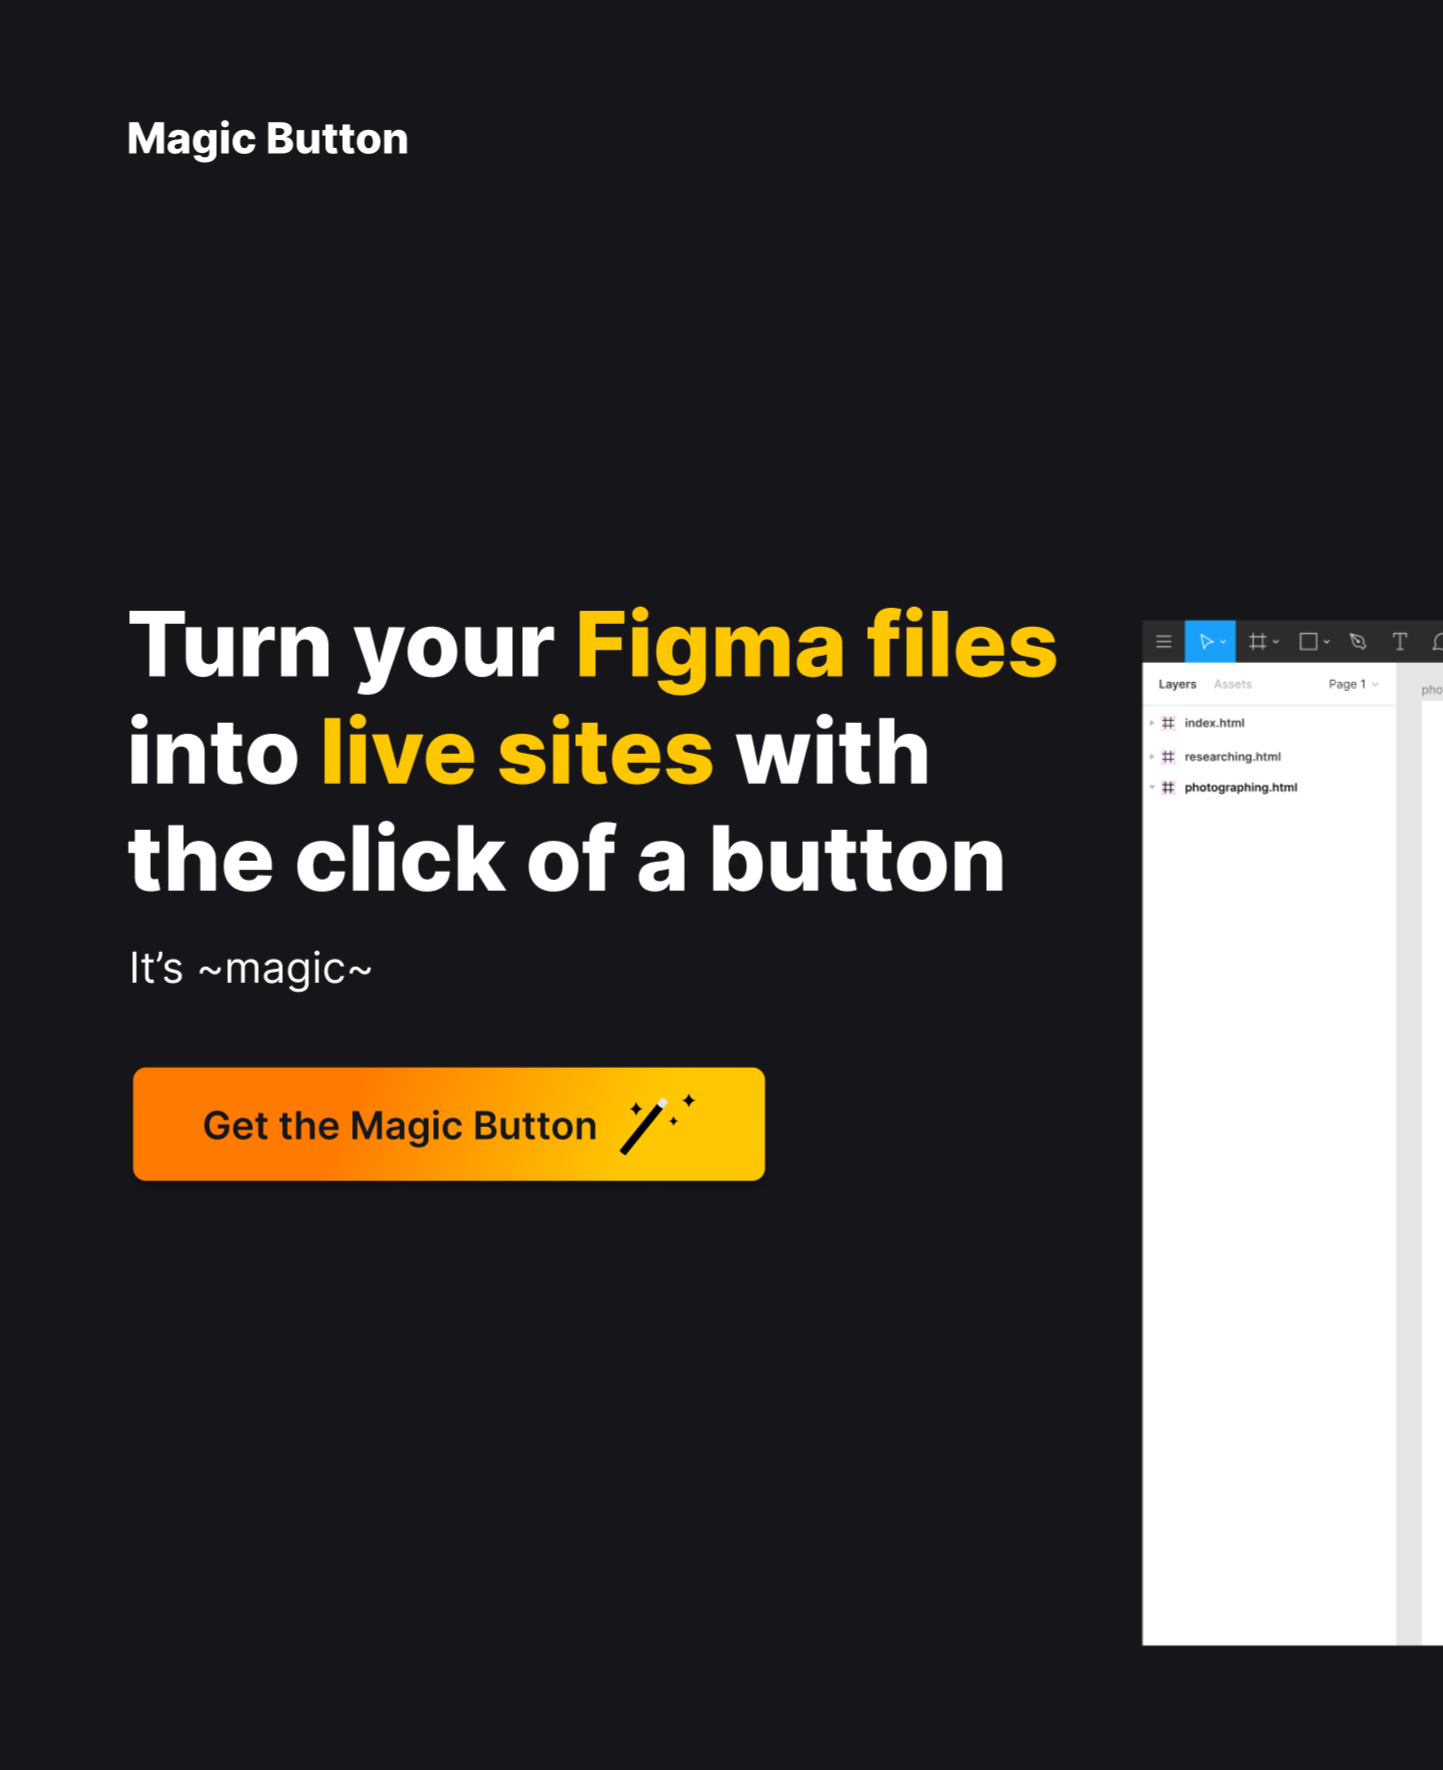 Magic Button
Turn your Figma files
into live sites with
the click of a button
It’s ~magic~
Get the Magic Button
Layers Assets Page 1
index.html
researching.html
photographing.html